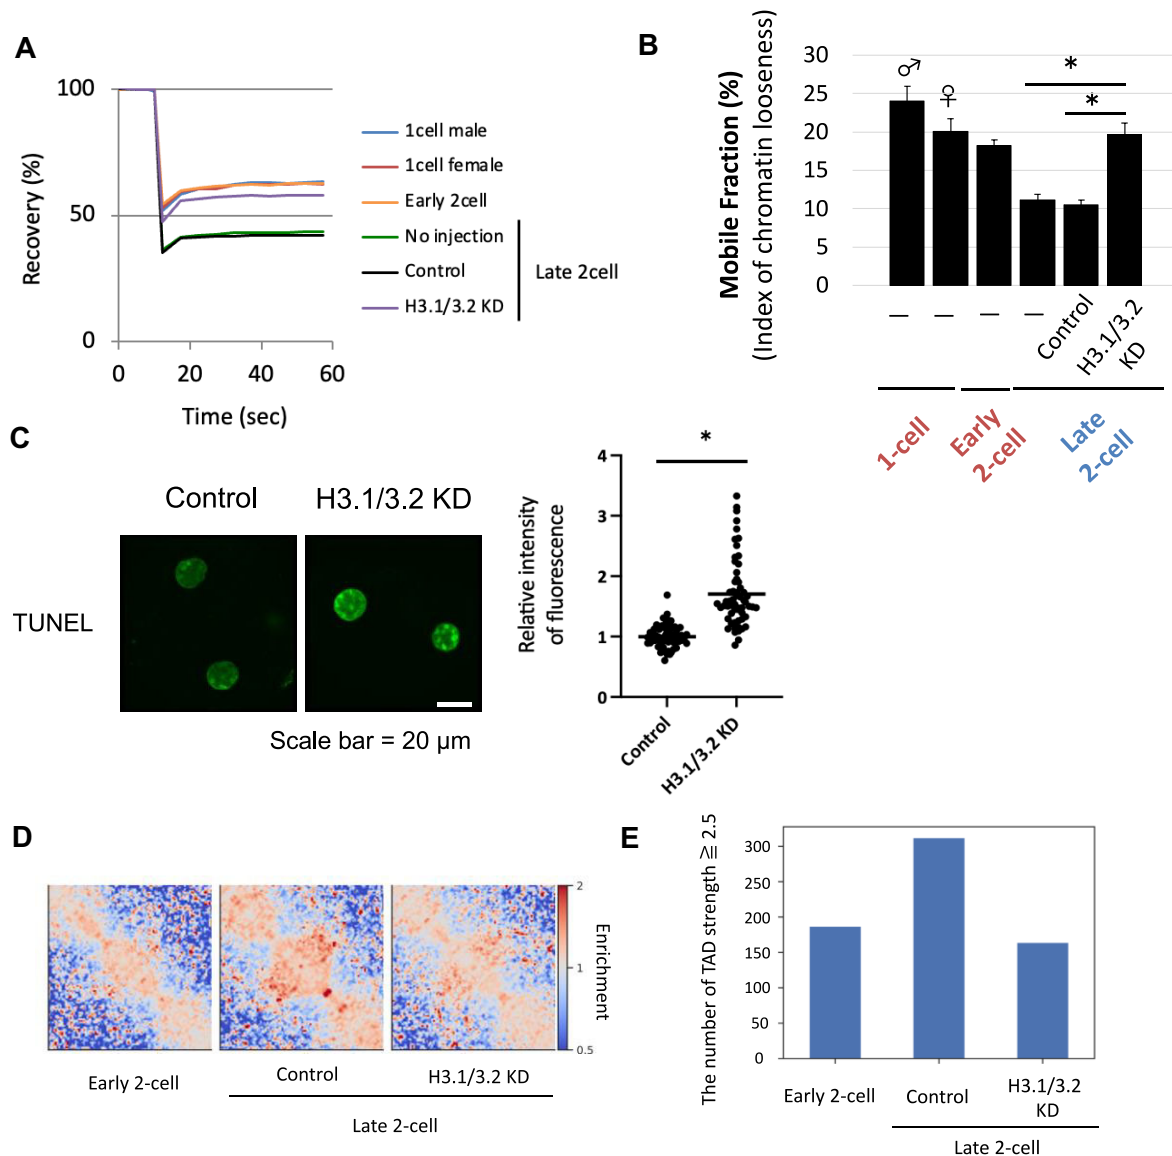 A
Recovery (%)
100
50
0
0
20
40
60
Time (sec)
1cell male
1cell female
Early 2cell
No injection
Control
H3.1/3.2 KD
Late 2cell
B
Mobile Fraction (%)
(Index of chromatin looseness)
30
25
20
15
10
5
0
♂
♀
*
*
—
—
—
—
Control
H3.1/3.2
KD
1-cell
Early
2-cell
Late
2-cell
C
Control
H3.1/3.2 KD
TUNEL
Scale bar = 20 μm
Relative intensity
of fluorescence
4
3
2
1
0
*
Control
H3.1/3.2 KD
D
2
1
0.5
Enrichment
Early 2-cell
Control
H3.1/3.2 KD
Late 2-cell
E
The number of TAD strength ≧ 2.5
300
250
200
150
100
50
0
Early 2-cell
Control
H3.1/3.2
KD
Late 2-cell